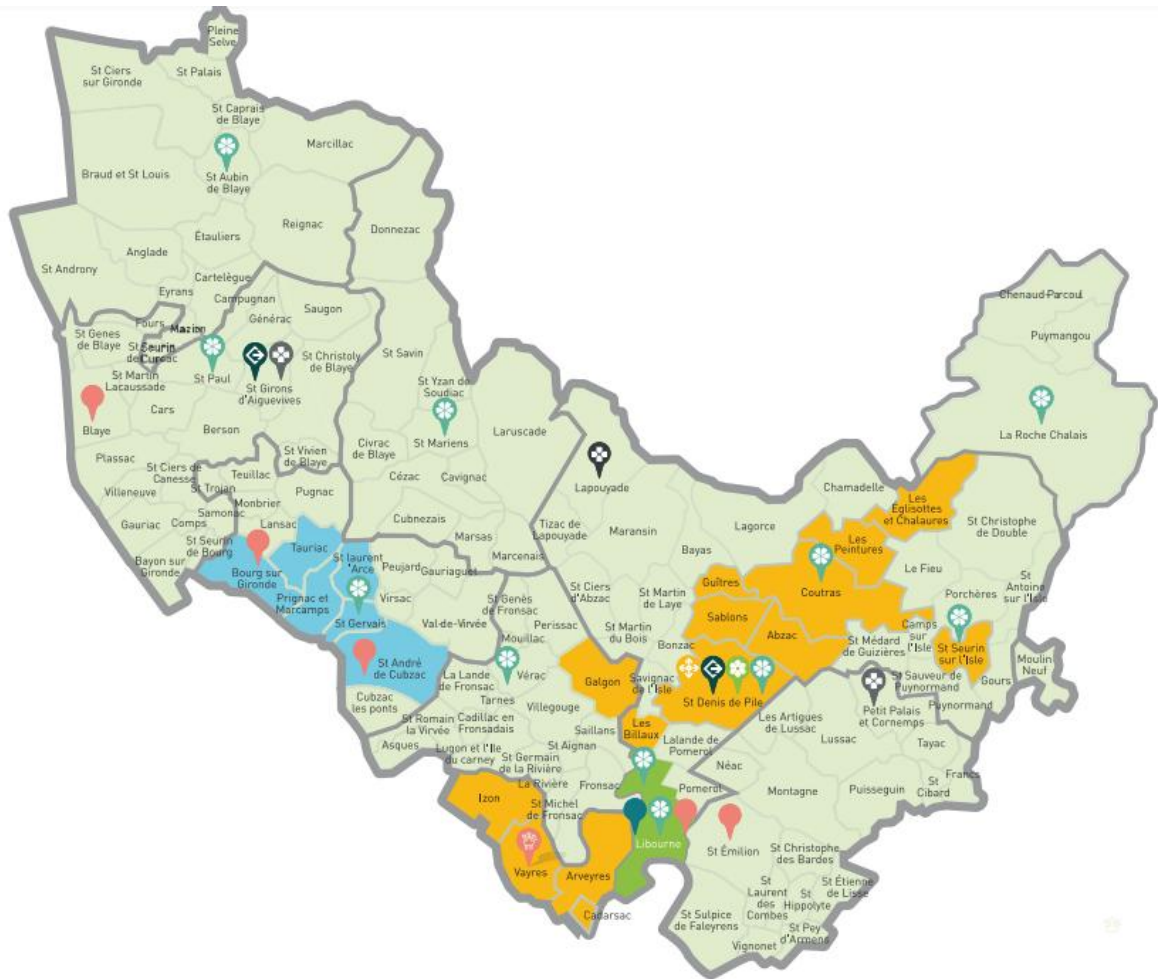 Pleine
Selve
St Ciers
sur Gironde
St Palais
St Caprais
de Blaye
Marcillac
Braud et St Louis
St Aubin
de Blaye
Reignac
Donnezac
Étauliers
Anglade
St Androny
Cartelègue
Eyrans
Campugnan
Saugon
Générac
Fours
Mazion
St Genes
de Blaye
St Seurin
de Cursac
St Christoly
de Blaye
St Savin
St Martin
Lacaussade
St Paul
St Girons
d'Aiguevives
St Yzan de
Soudiac
Cars
Blaye
Berson
Civrac
de Blaye
St Mariens
Laruscade
Plassac
St Vivien
de Blaye
St Ciers de
Canesse
Teuillac
Cézac
Cavignac
Villeneuve
St Trojan
Pugnac
Monbrier
Samonac
Gauriac
Comps
Lansac
Cubnezais
St Seurin
de Bourg
Tauriac
Marsas
Bayon sur
Gironde
Bourg sur
Gironde
St laurent
d'Arce
Peujard
Gauriaguet
Marcenais
Prignac et
Marcamps
Virsac
St Gervais
Val-de-Virvée
St Genès
de Fronsac
Mouillac
Périssac
St André
de Cubzac
Cubzac
les ponts
La Lande
de Fronsac
Vérac
Tarnes
Villegouge
St Romain
la Virvée
Cadillac en
Fronsadais
Asques
Lugon et l'Ile
du carney
St Germain
de la Rivière
St Aignan
Saillans
La Rivière
Fronsac
St Michel
de Fronsac
Izon
Vayres
Arveyres
Cadarsac
Libourne
Pomerol
Galgon
Les
Billaux
Lalande de
Pomerol
Savignac
de l'Isle
St Denis de Pile
Bonzac
St Martin
du Bois
St Martin
de Laye
St Ciers
d'Abzac
Tizac de
Lapouyade
Lapouyade
Maransin
Bayas
Lagorce
Guîtres
Sablons
Abzac
Coutras
Les
Peintures
Chamadelle
Les
Églisottes
et Chalaures
Chenaud-Parcoul
Puymangou
La Roche Chalais
St Christophe
de Double
Le Fieu
Porchères
St
Antoine
sur l'Isle
Camps
sur
l'Isle
St Médard
de Guizières
St Seurin
sur l'Isle
Moulin
Neuf
St Sauveur de
Puynormand
Gours
Puynormand
Petit Palais
et Cornemps
Les Artigues
de Lussac
Lussac
Tayac
Néac
Montagne
Puisseguin
Francs
St
Cibard
St Émilion
St Christophe
des Bardes
St
Laurent
des
Combes
St
Hippolyte
St Étienne
de Lisse
St Sulpice
de Faleyrens
St Pey
d'Armens
Vignonet